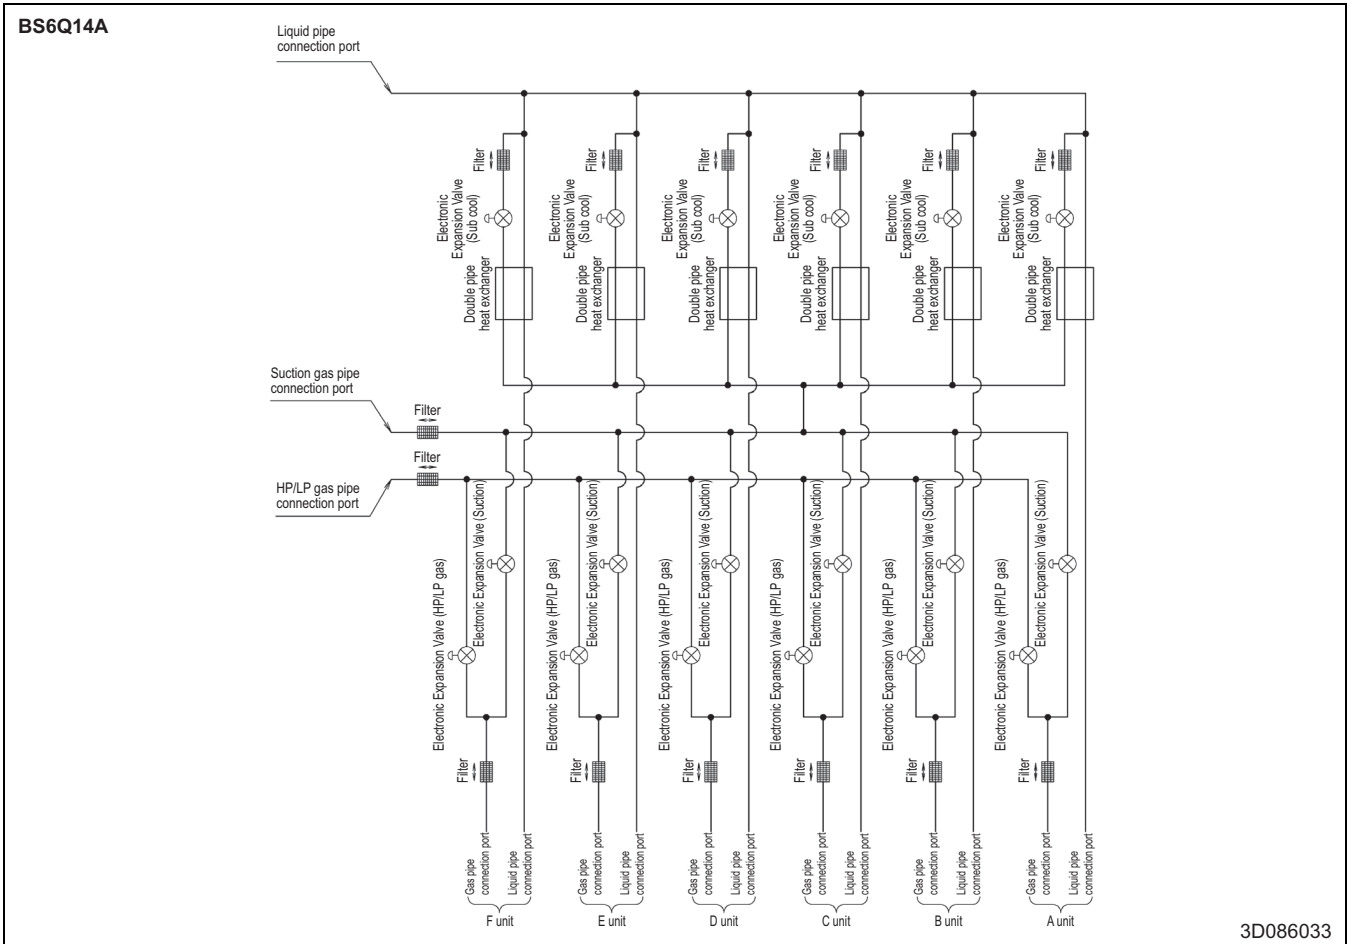 BS6Q14A
Liquid pipe
connection port
Filter
Filter
Filter
Filter
Filter
Filter
Electronic
Expansion Valve
(Sub cool)
Electronic
Expansion Valve
(Sub cool)
Electronic
Expansion Valve
(Sub cool)
Electronic
Expansion Valve
(Sub cool)
Electronic
Expansion Valve
(Sub cool)
Electronic
Expansion Valve
(Sub cool)
Double pipe
heat exchanger
Double pipe
heat exchanger
Double pipe
heat exchanger
Double pipe
heat exchanger
Double pipe
heat exchanger
Double pipe
heat exchanger
Suction gas pipe
connection port
Filter
Filter
HP/LP gas pipe
connection port
Electronic Expansion Valve (HP/LP gas)
Electronic Expansion Valve (Suction)
Electronic Expansion Valve (HP/LP gas)
Electronic Expansion Valve (Suction)
Electronic Expansion Valve (HP/LP gas)
Electronic Expansion Valve (Suction)
Electronic Expansion Valve (HP/LP gas)
Electronic Expansion Valve (Suction)
Electronic Expansion Valve (HP/LP gas)
Electronic Expansion Valve (Suction)
Electronic Expansion Valve (HP/LP gas)
Electronic Expansion Valve (Suction)
Filter
Filter
Filter
Filter
Filter
Filter
Gas pipe
connection port
Liquid pipe
connection port
Gas pipe
connection port
Liquid pipe
connection port
Gas pipe
connection port
Liquid pipe
connection port
Gas pipe
connection port
Liquid pipe
connection port
Gas pipe
connection port
Liquid pipe
connection port
Gas pipe
connection port
Liquid pipe
connection port
F unit
E unit
D unit
C unit
B unit
A unit
3D086033